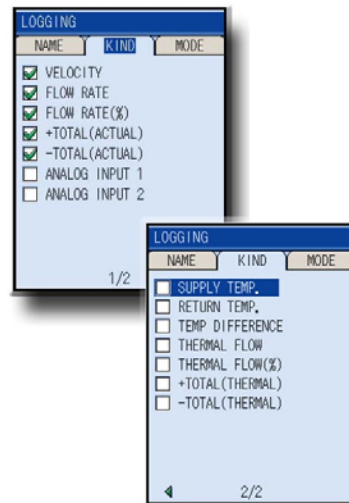 LOGGING
NAME KIND MODE
VELOCITY
FLOW RATE
FLOW RATE(%)
+TOTAL(ACTUAL)
-TOTAL(ACTUAL)
ANALOG INPUT 1
ANALOG INPUT 2
1/2
LOGGING
NAME KIND MODE
SUPPLY TEMP.
RETURN TEMP.
TEMP DIFFERENCE
THERMAL FLOW
THERMAL FLOW(%)
+TOTAL(THERMAL)
-TOTAL(THERMAL)
2/2